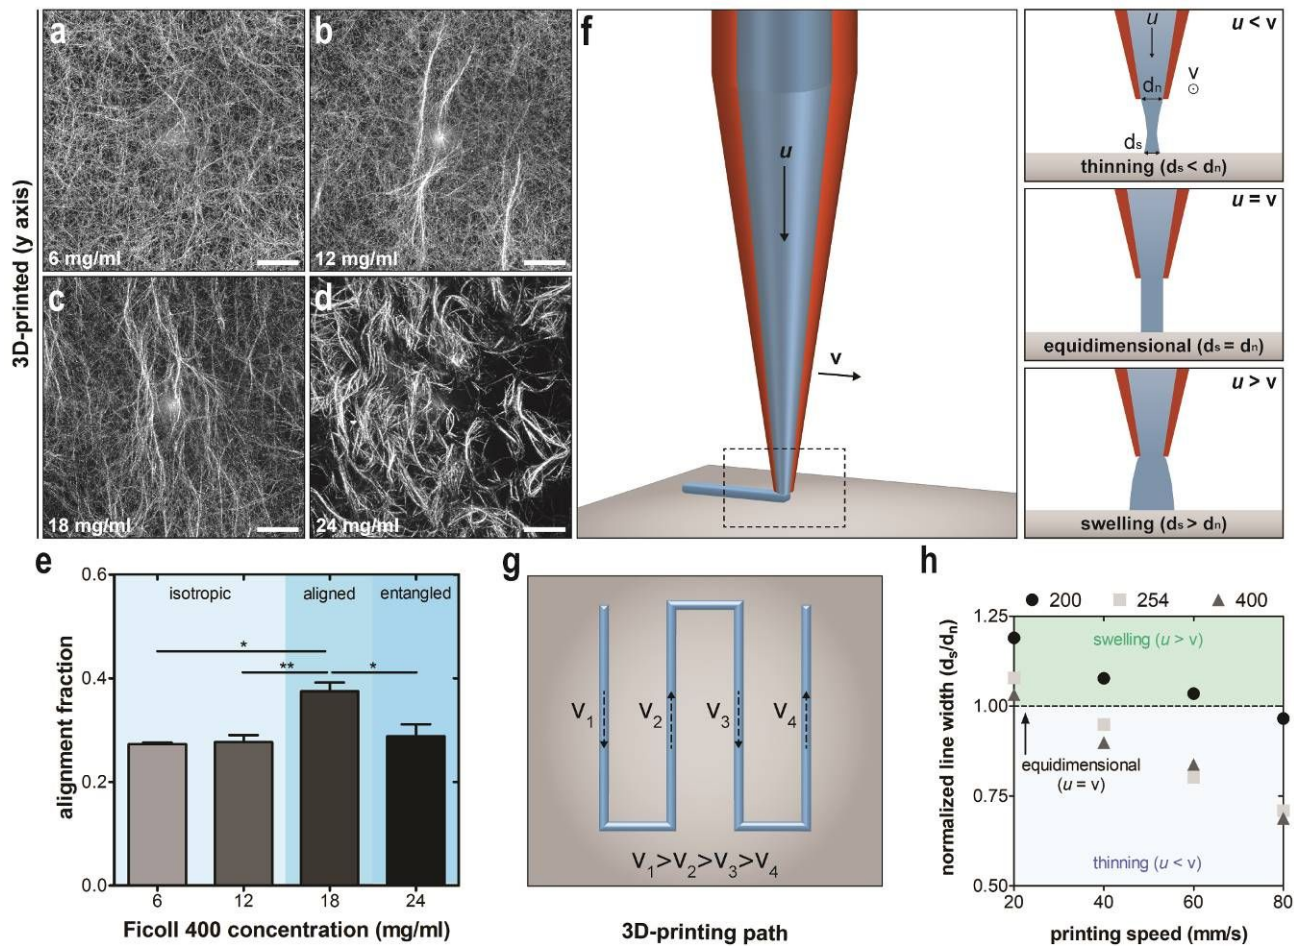 3D-printed (y axis)
a
6 mg/ml
b
12 mg/ml
c
18 mg/ml
d
24 mg/ml
e
0.6
0.4
0.2
0.0
alignment fraction
isotropic
aligned
entangled
*
**
*
6
12
18
24
Ficoll 400 concentration (mg/ml)
f
u
v
u < v
u
v
dn
ds
thinning (ds < dn)
u = v
equidimensional (ds = dn)
u > v
swelling (ds > dn)
g
V1
V2
V3
V4
V1>V2>V3>V4
3D-printing path
h
200
254
400
1.25
1.00
0.75
0.50
normalized line width (ds/dn)
swelling (u > v)
equidimensional
(u = v)
thinning (u < v)
20
40
60
80
printing speed (mm/s)